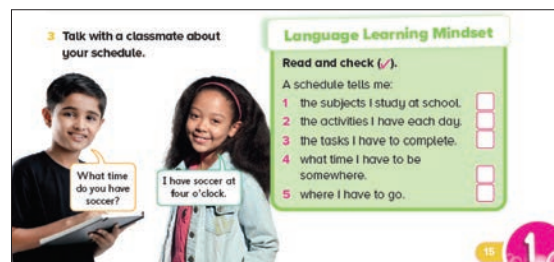 3 Talk with a classmate about
your schedule.
What time
do you have
soccer?
I have soccer at
four o'clock.
Language Learning Mindset
Read and check (✓).
A schedule tells me:
1 the subjects I study at school.
2 the activities I have each day.
3 the tasks I have to complete.
4 what time I have to be
somewhere.
5 where I have to go.
15
1